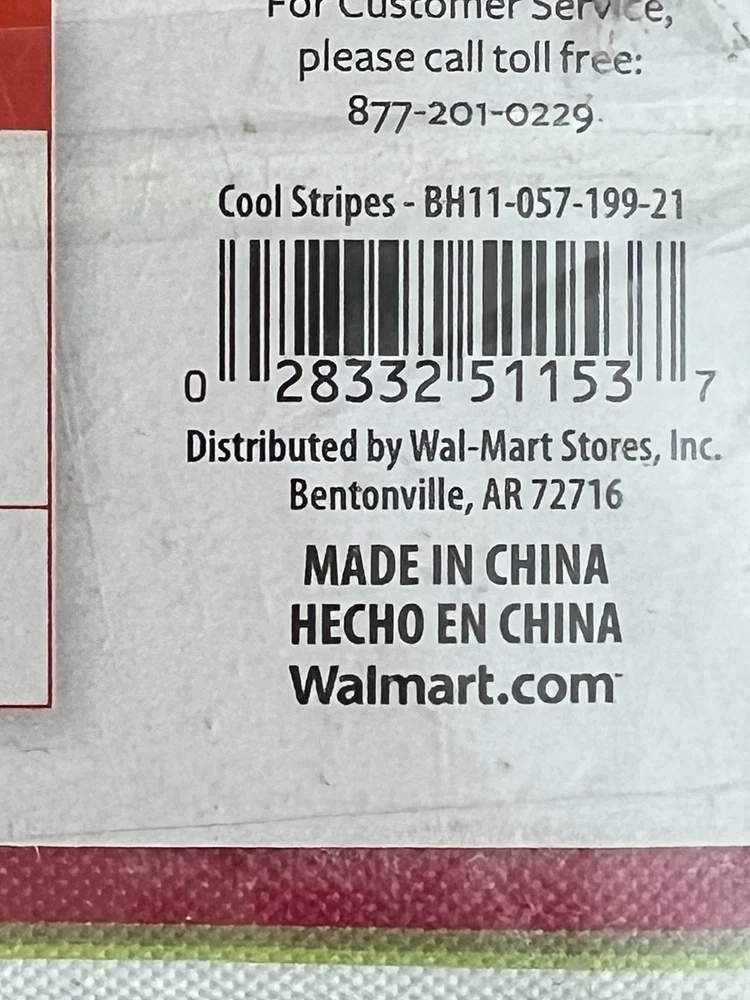 For Customer Service,
please call toll free:
877-201-0229
Cool Stripes - BH11-057-199-21
0 28332 51153 7
Distributed by Wal-Mart Stores, Inc.
Bentonville, AR 72716
MADE IN CHINA
HECHO EN CHINA
Walmart.com